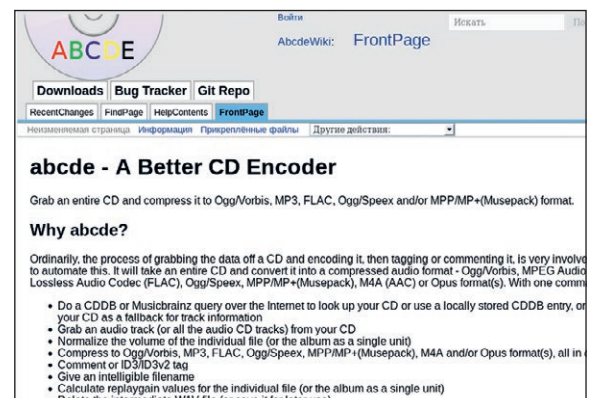 ABCDE
Войти
Искать
AbcdeWiki: FrontPage
Downloads Bug Tracker Git Repo
RecentChanges FindPage HelpContents FrontPage
Неизменяемая страница Информация Прикреплённые файлы Другие действия:
abcde - A Better CD Encoder
Grab an entire CD and compress it to Ogg/Vorbis, MP3, FLAC, Ogg/Speex and/or MPP/MP+(Musepack) format.
Why abcde?
Ordinarily, the process of grabbing the data off a CD and encoding it, then tagging or commenting it, is very
to automate this. It will take an entire CD and convert it into a compressed audio format - Ogg/Vorbis, MPEG Audio
Lossless Audio Codec (FLAC), Ogg/Speex, MPP/MP+(Musepack), M4A (AAC) or Opus format(s). With one
• Do a CDDB or Musicbrainz query over the Internet to look up your CD or use a locally stored CDDB entry, or
your CD as a fallback for track information
• Grab an audio track (or all the audio CD tracks) from your CD
• Normalize the volume of the individual file (or the album as a single unit)
• Compress to Ogg/Vorbis, MP3, FLAC, Ogg/Speex, MPP/MP+(Musepack), M4A and/or Opus format(s), all in
• Comment or ID3/ID3v2 tag
• Give an intelligible filename
• Calculate replaygain values for the individual file (or the album as a single unit)